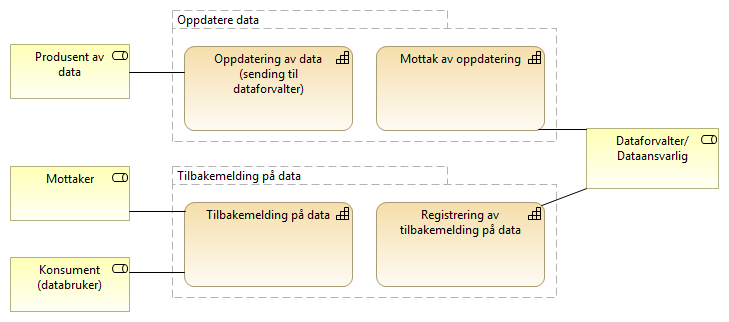 Oppdatere data
Produsent av
data
Oppdatering av data
(sending til
dataforvalter)
Mottak av oppdatering
Dataforvalter/
Dataansvarlig
Tilbakemelding på data
Mottaker
Tilbakemelding på data
Registrering av
tilbakemelding på data
Konsument
(databruker)